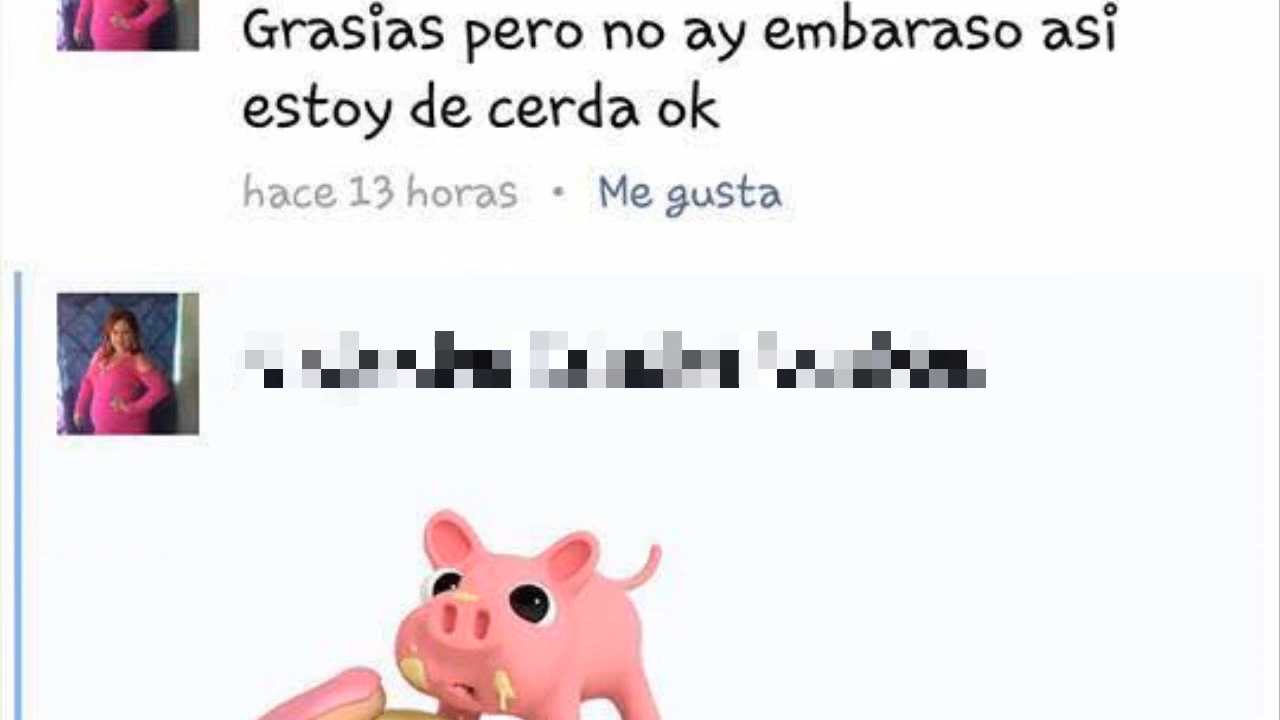 Grasias pero no ay embaraso asi
estoy de cerda ok
hace 13 horas • Me gusta